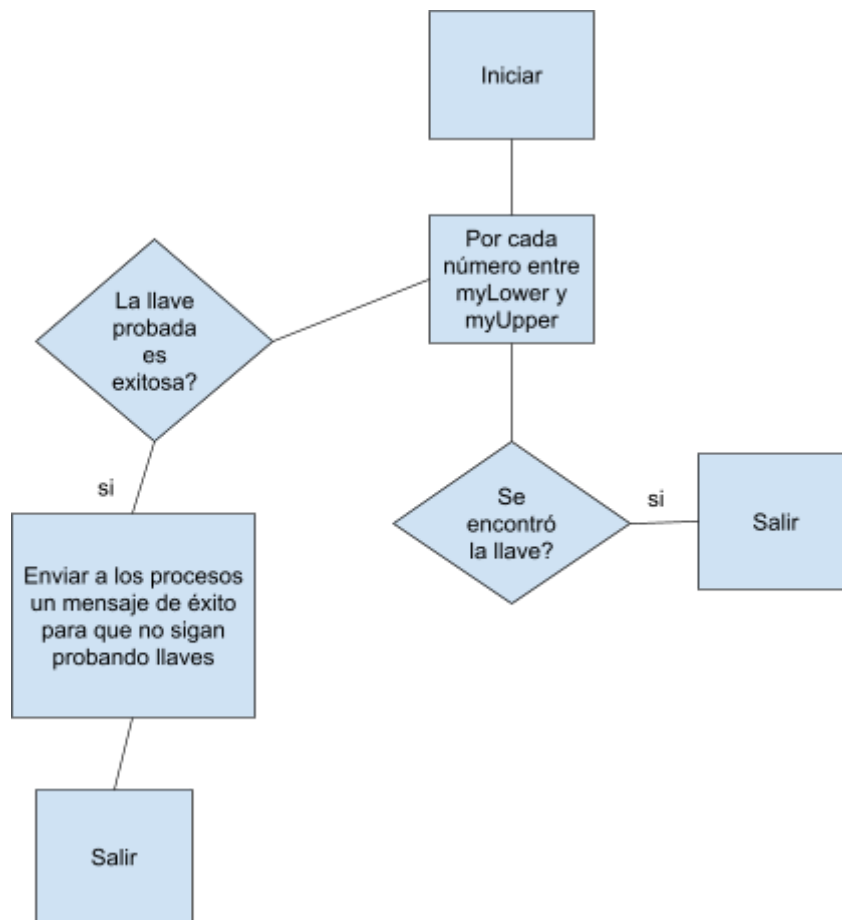 Iniciar
Por cada
número entre
myLower y
myUpper
La llave
probada
es
exitosa?
si
Enviar a los procesos
un mensaje de éxito
para que no sigan
probando llaves
Salir
Se
encontró
la llave?
si
Salir